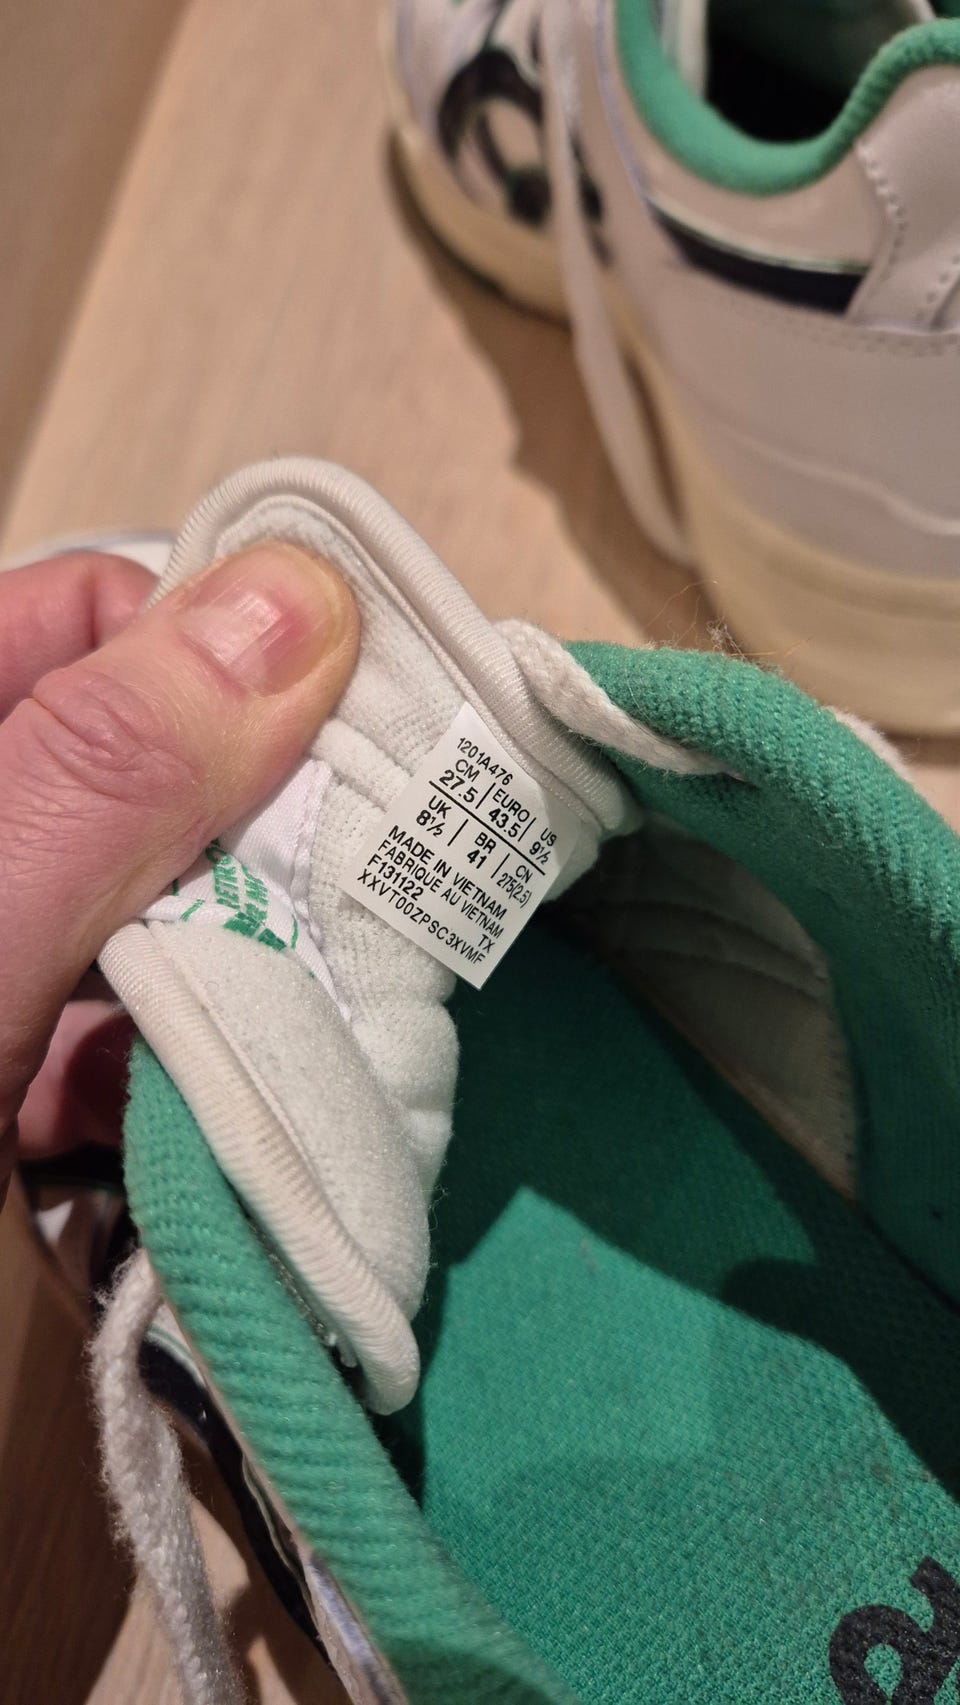 1201A476
CM | EURO | US
27.5 | 43.5 | 9½
UK | BR | CN
8½ | 41 | 275(2.5)
MADE IN VIETNAM
FABRIQUE AU VIETNAM
F131122 TX
XXVT00ZPSC3XVMF